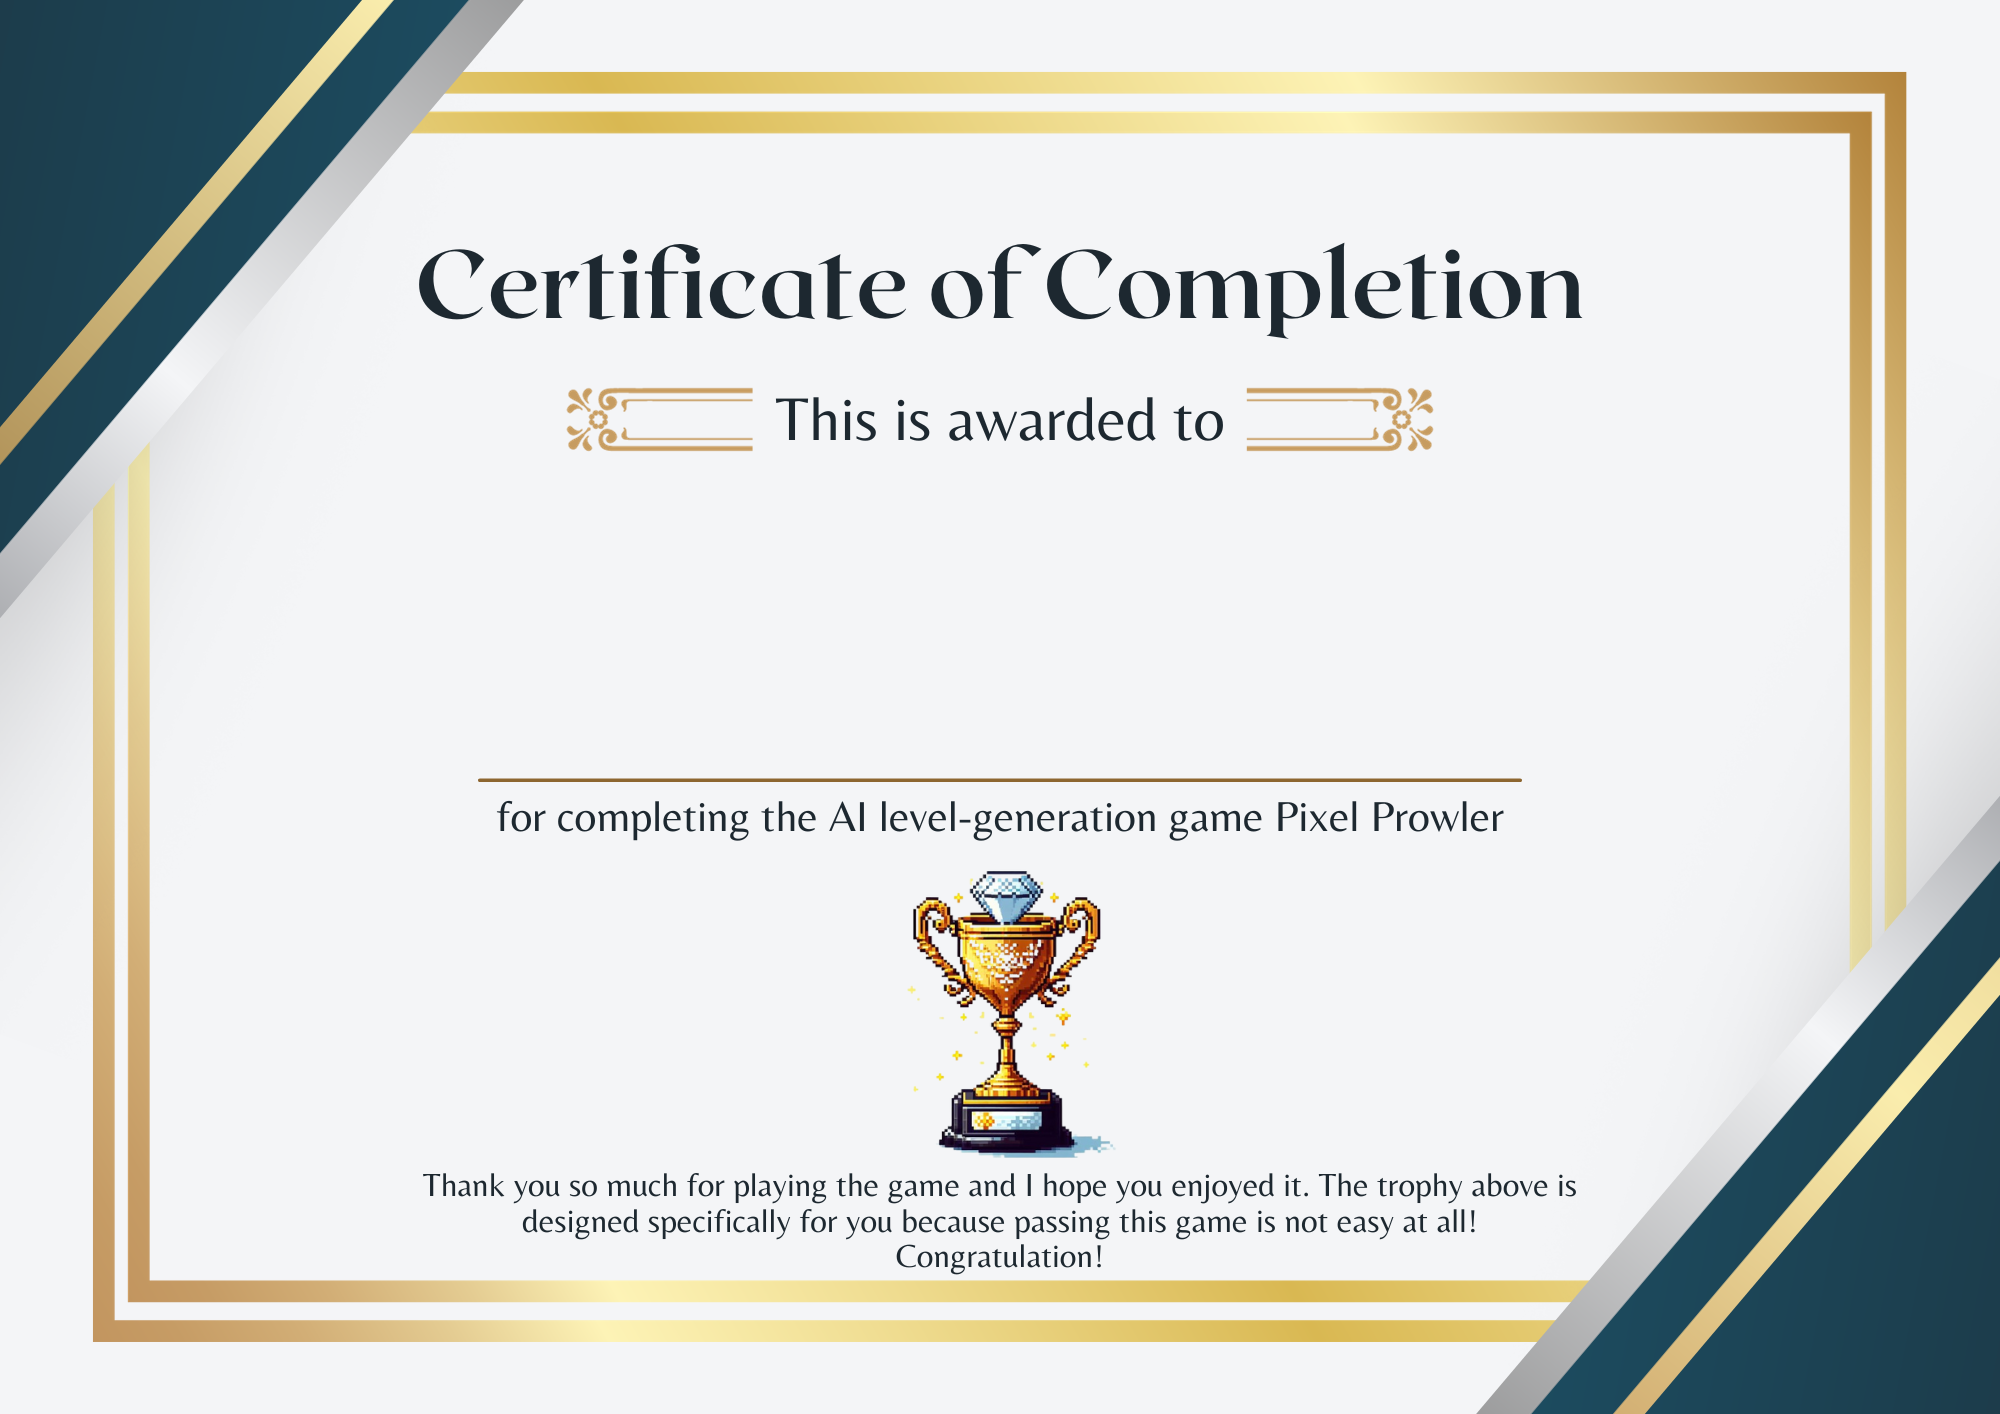 Certificate of Completion
This is awarded to
for completing the AI level-generation game Pixel Prowler
Thank you so much for playing the game and I hope you enjoyed it. The trophy above is
designed specifically for you because passing this game is not easy at all!
Congratulation!